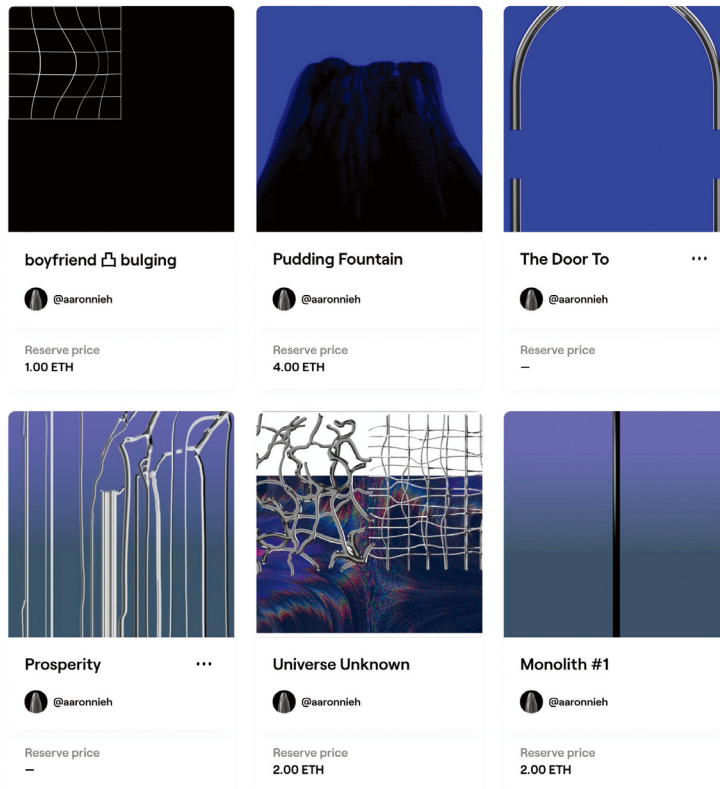 boyfriend 凸 bulging
@aaronnieh
Reserve price
1.00 ETH
Pudding Fountain
@aaronnieh
Reserve price
4.00 ETH
The Door To
@aaronnieh
Reserve price
—
Prosperity
@aaronnieh
Reserve price
—
Universe Unknown
@aaronnieh
Reserve price
2.00 ETH
Monolith #1
@aaronnieh
Reserve price
2.00 ETH